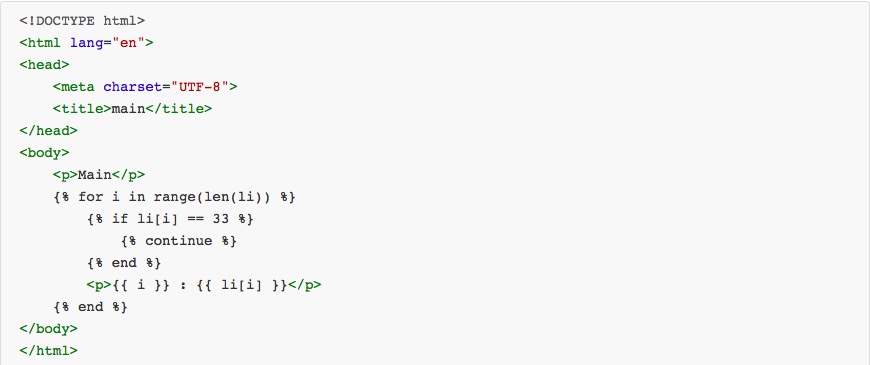 <!DOCTYPE html>
<html lang="en">
<head>
    <meta charset="UTF-8">
    <title>main</title>
</head>
<body>
    <p>Main</p>
    {% for i in range(len(li)) %}
        {% if li[i] == 33 %}
            {% continue %}
        {% end %}
        <p>{{ i }} : {{ li[i] }}</p>
    {% end %}
</body>
</html>